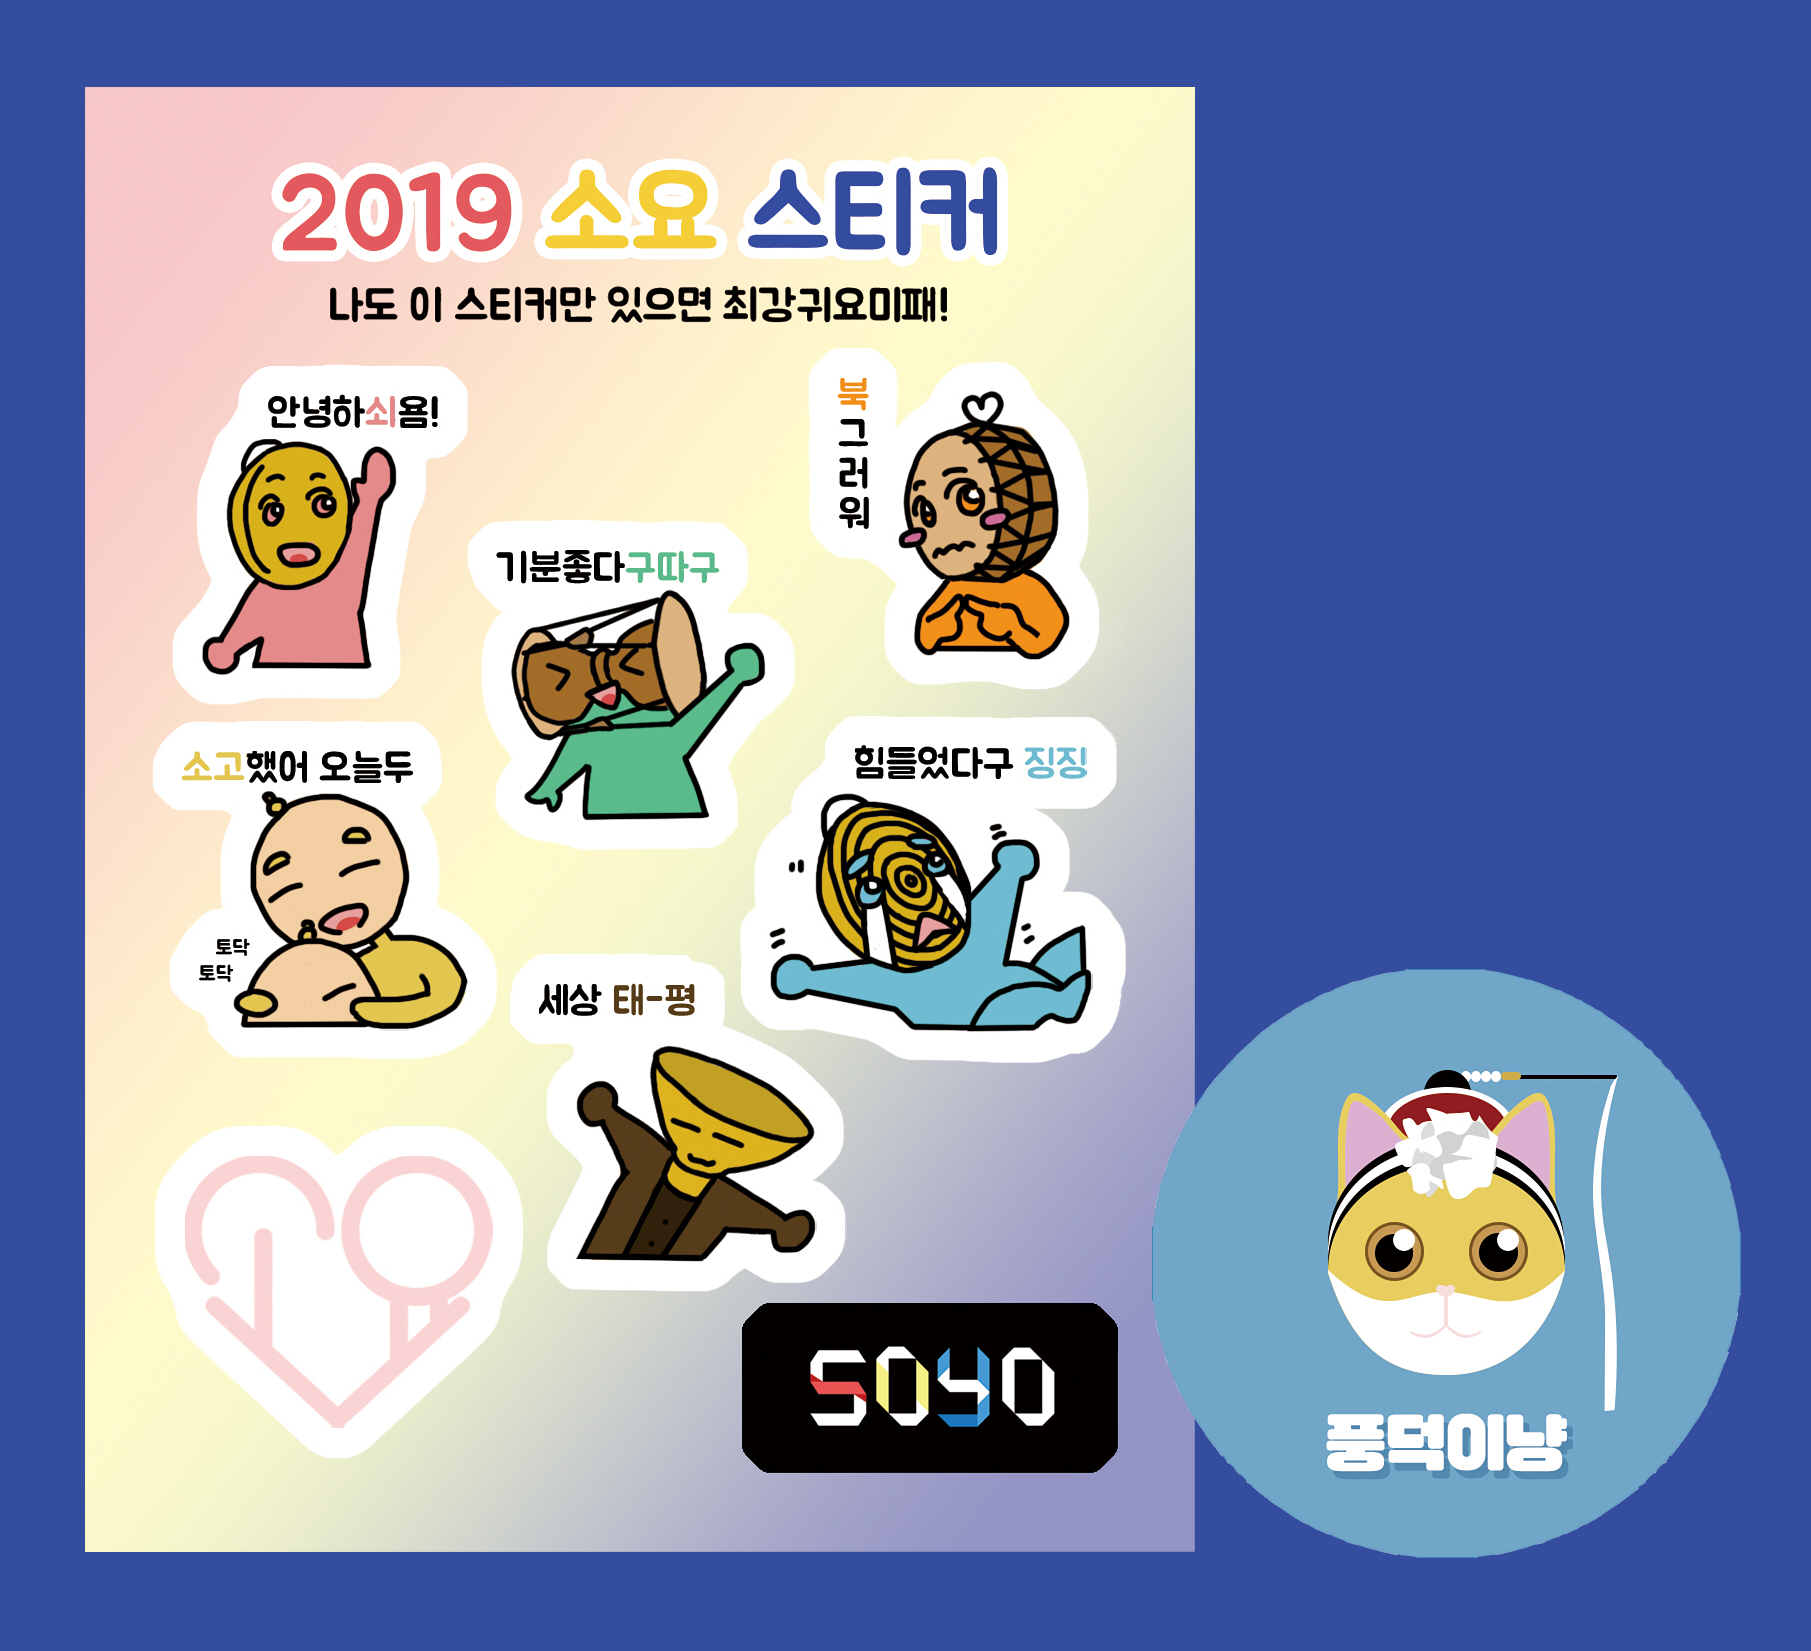 2019 소요 스티커
나도 이 스티커만 있으면 최강귀요미패!
안녕하쇠욤!
북
그
러
워
기분좋다구따구
소고했어 오늘두
토닥
토닥
힘들었다구 징징
세상 태-평
SOYO
풍덕이냥